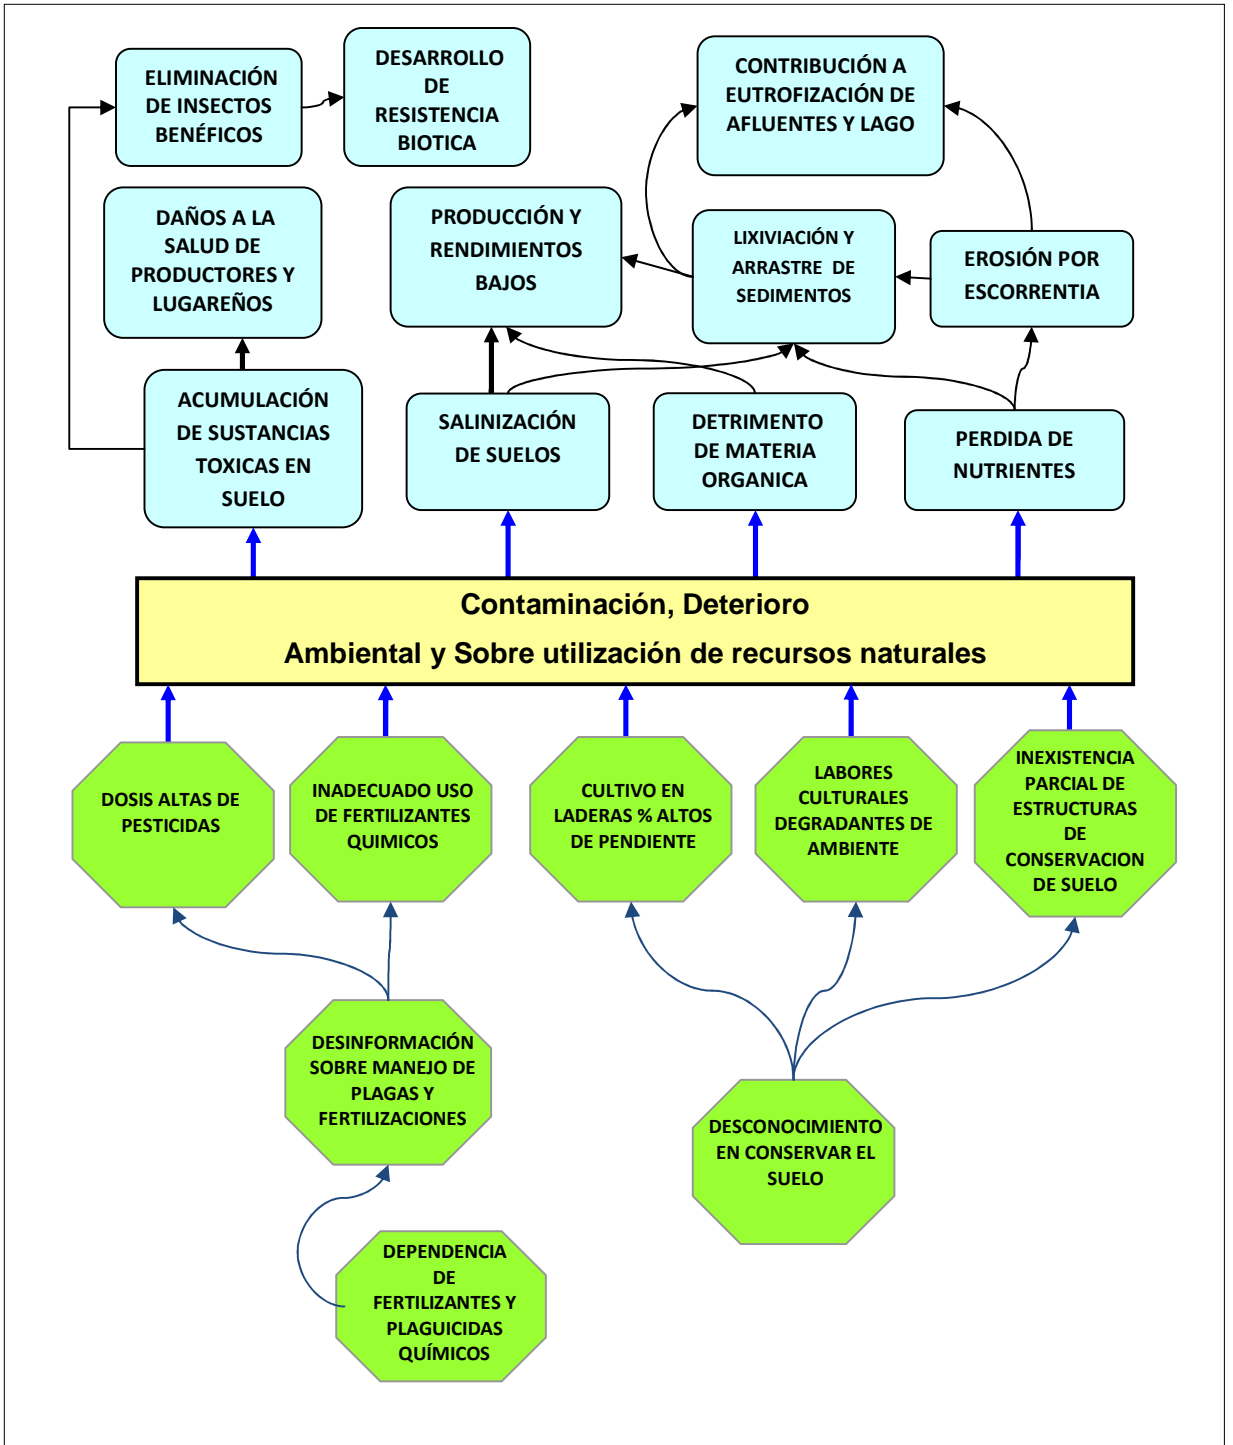 ELIMINACIÓN
DE INSECTOS
BENÉFICOS
DESARROLLO
DE
RESISTENCIA
BIOTICA
CONTRIBUCIÓN A
EUTROFIZACIÓN DE
AFLUENTES Y LAGO
DAÑOS A LA
SALUD DE
PRODUCTORES Y
LUGAREÑOS
PRODUCCIÓN Y
RENDIMIENTOS
BAJOS
LIXIVIACIÓN Y
ARRASTRE DE
SEDIMENTOS
EROSIÓN POR
ESCORRENTIA
ACUMULACIÓN
DE SUSTANCIAS
TOXICAS EN
SUELO
SALINIZACIÓN
DE SUELOS
DETRIMENTO
DE MATERIA
ORGANICA
PERDIDA DE
NUTRIENTES
Contaminación, Deterioro
Ambiental y Sobre utilización de recursos naturales
DOSIS ALTAS DE
PESTICIDAS
INADECUADO USO
DE FERTILIZANTES
QUIMICOS
CULTIVO EN
LADERAS % ALTOS
DE PENDIENTE
LABORES
CULTURALES
DEGRADANTES DE
AMBIENTE
INEXISTENCIA
PARCIAL DE
ESTRUCTURAS
DE
CONSERVACION
DE SUELO
DESINFORMACIÓN
SOBRE MANEJO DE
PLAGAS Y
FERTILIZACIONES
DESCONOCIMIENTO
EN CONSERVAR EL
SUELO
DEPENDENCIA
DE
FERTILIZANTES Y
PLAGUICIDAS
QUÍMICOS